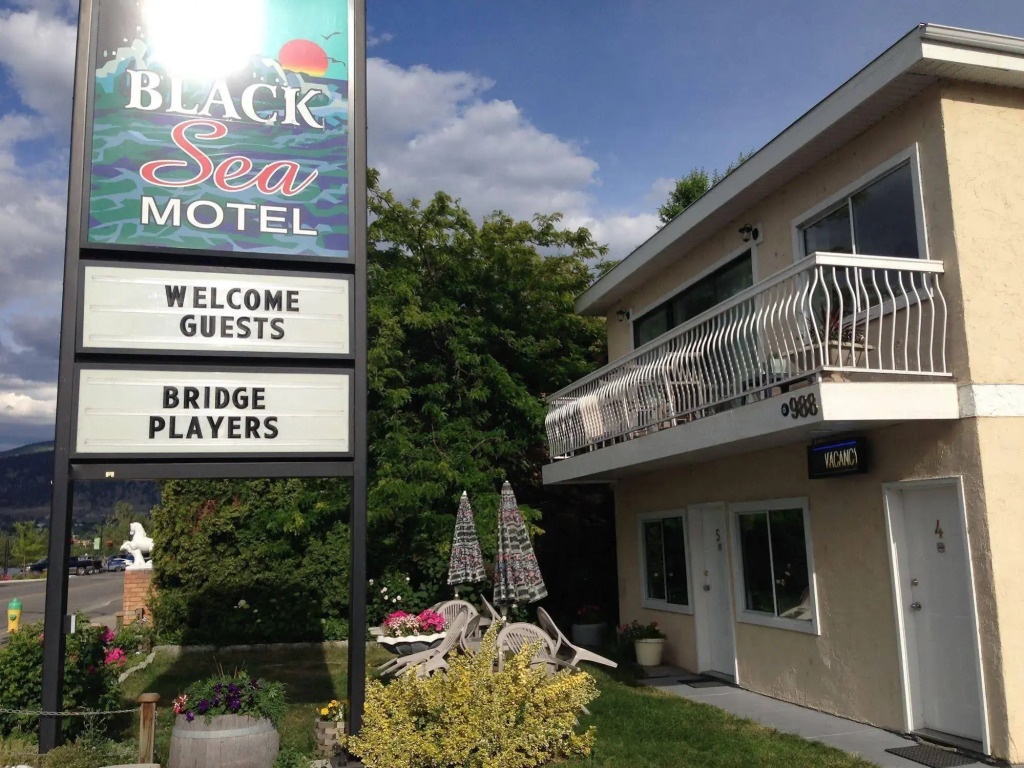 BLACK
Sea
MOTEL
WELCOME
GUESTS
BRIDGE
PLAYERS
988
VACANCY
5
4